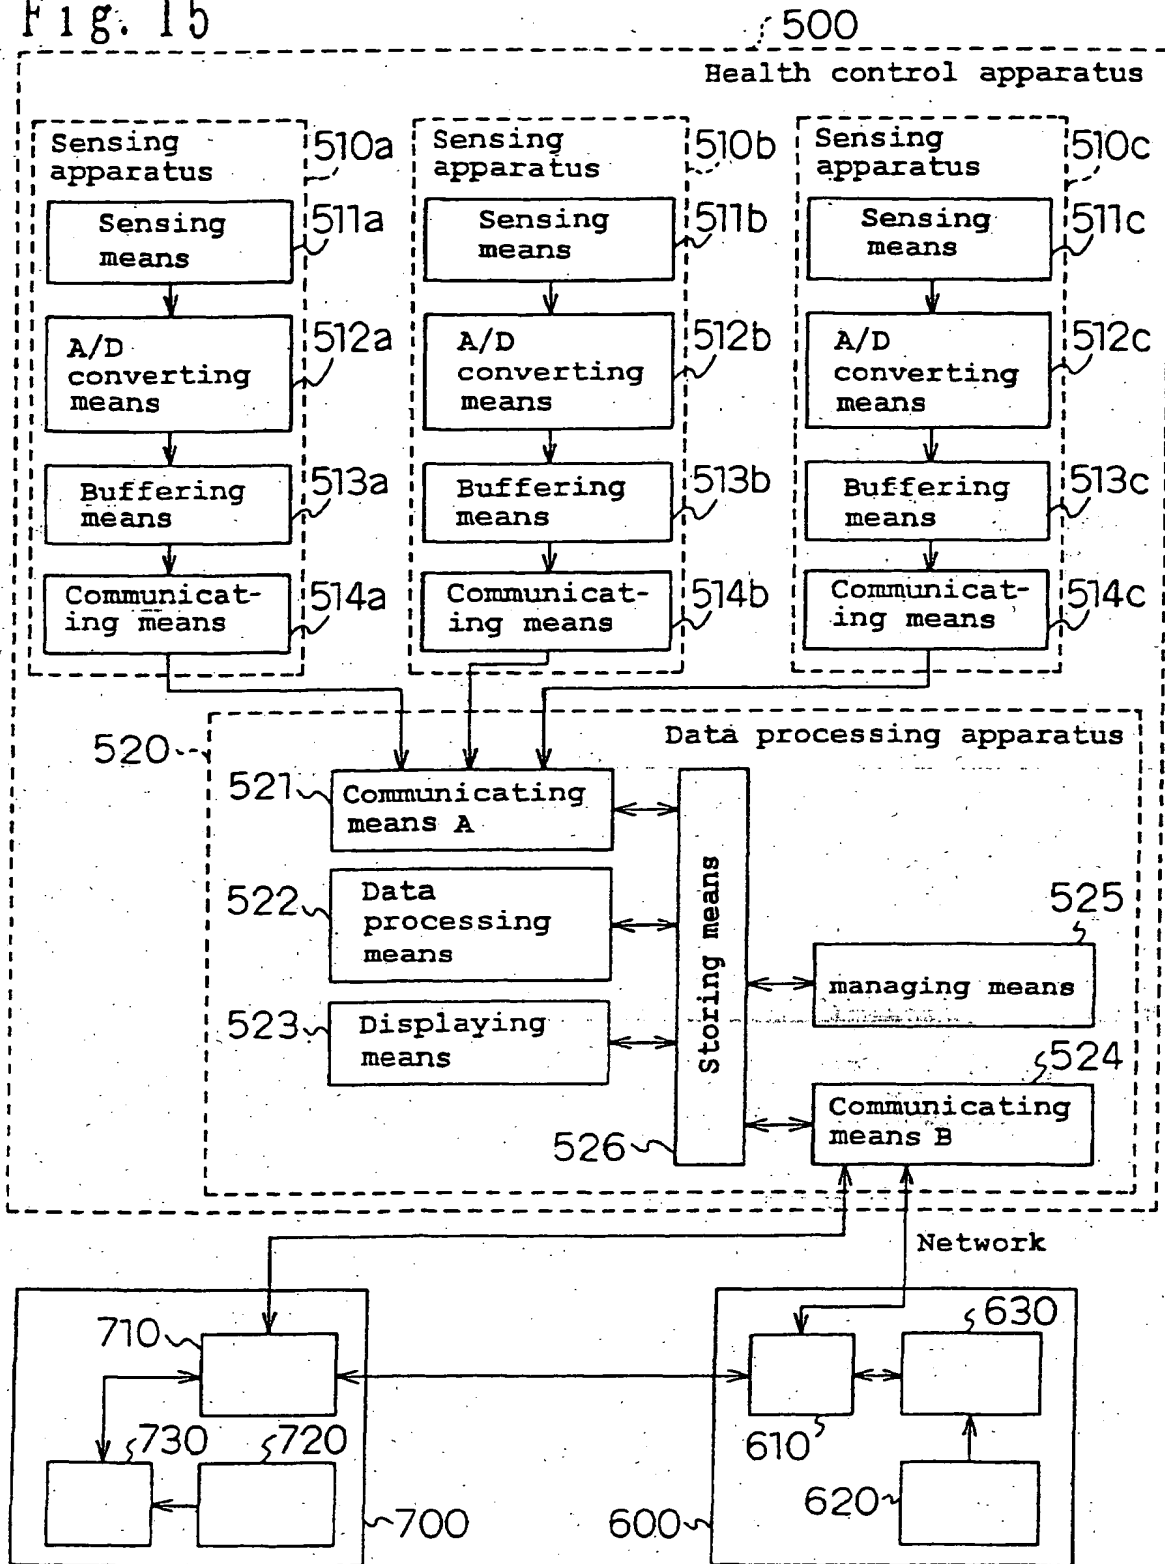 Fig. 15
500
Health control apparatus
Sensing
apparatus
510a
Sensing
means
511a
A/D
converting
means
512a
Buffering
means
513a
Communicat-
ing means
514a
Sensing
apparatus
510b
Sensing
means
511b
A/D
converting
means
512b
Buffering
means
513b
Communicat-
ing means
514b
Sensing
apparatus
510c
Sensing
means
511c
A/D
converting
means
512c
Buffering
means
513c
Communicat-
ing means
514c
520
Data processing apparatus
521
Communicating
means A
522
Data
processing
means
523
Displaying
means
Storing means
526
525
managing means
524
Communicating
means B
Network
710
730
720
700
630
610
620
600